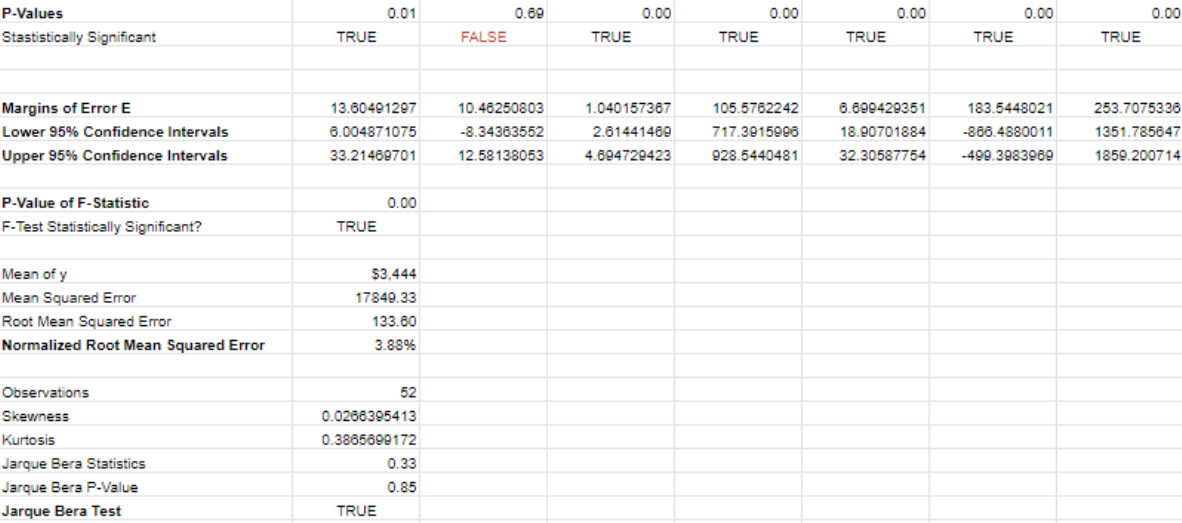 P-Values 0.01 0.69 0.00 0.00 0.00 0.00 0.00
Stastistically Significant TRUE FALSE TRUE TRUE TRUE TRUE TRUE
Margins of Error E 13.60491297 10.46250803 1.040157367 105.5762242 6.699429351 183.5448021 253.7075336
Lower 95% Confidence Intervals 6.004871075 -8.34363552 2.61441469 717.3915996 18.90701884 -866.4880011 1351.785647
Upper 95% Confidence Intervals 33.21469701 12.58138053 4.694729423 928.5440481 32.30587754 -499.3983969 1859.200714
P-Value of F-Statistic 0.00
F-Test Statistically Significant? TRUE
Mean of y $3,444
Mean Squared Error 17849.33
Root Mean Squared Error 133.60
Normalized Root Mean Squared Error 3.88%
Observations 52
Skewness 0.0266395413
Kurtosis 0.3865699172
Jarque Bera Statistics 0.33
Jarque Bera P-Value 0.85
Jarque Bera Test TRUE